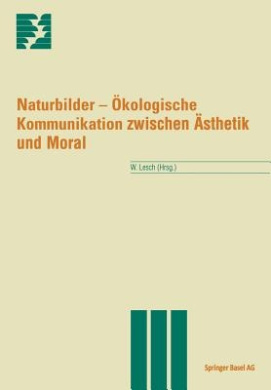 Naturbilder – Ökologische
Kommunikation zwischen Ästhetik
und Moral
W. Lesch (Hrsg.)
Springer Basel AG